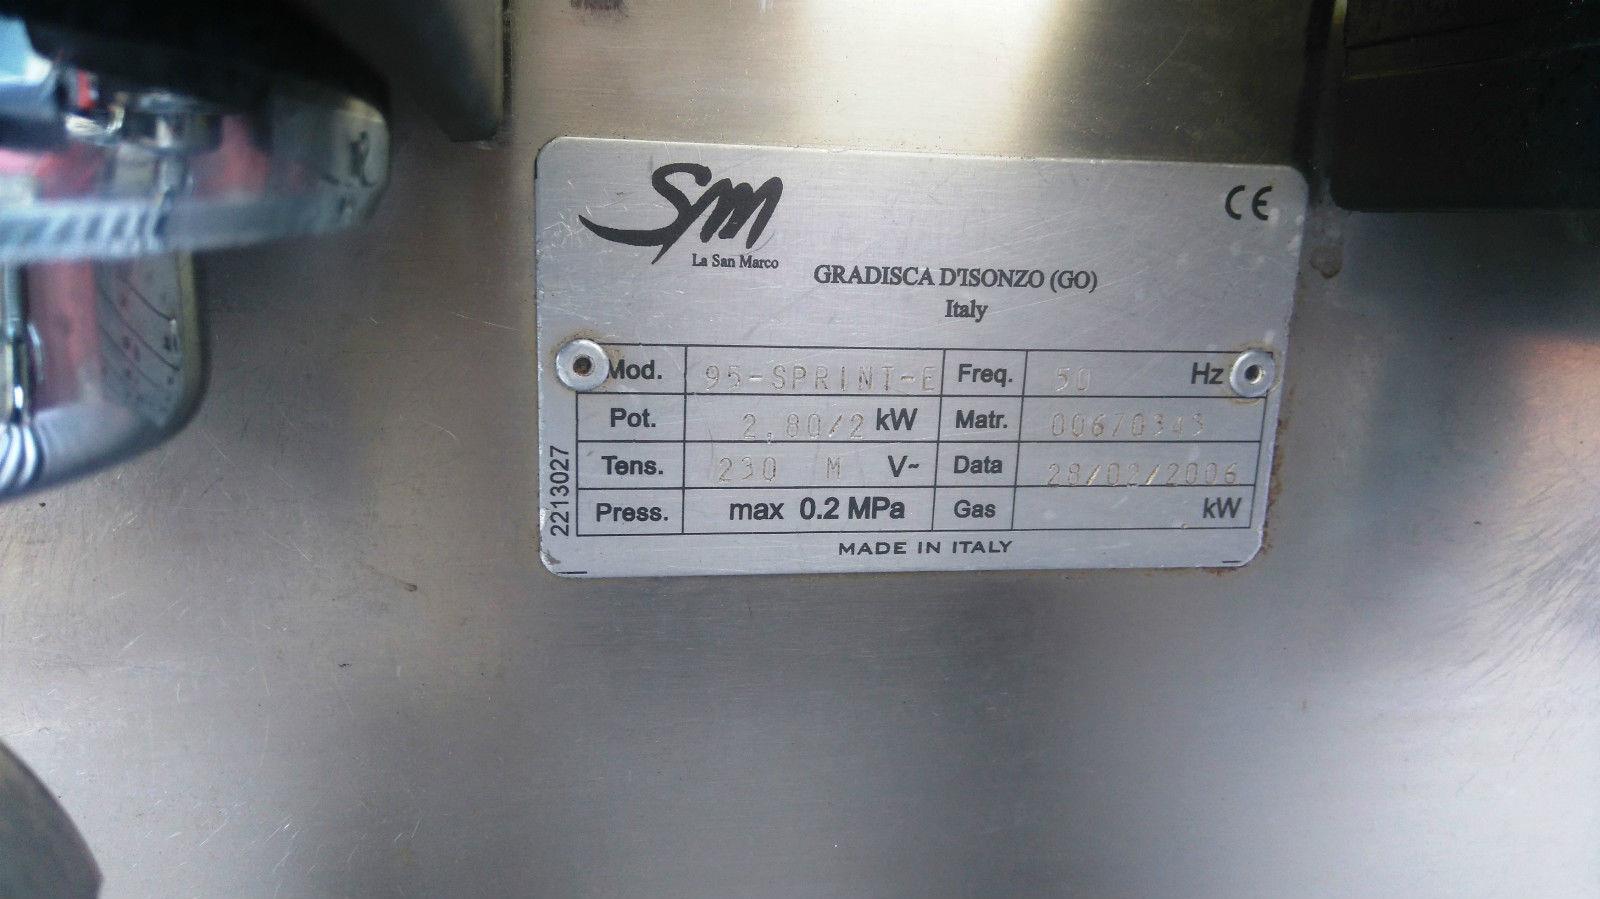 Sm
La San Marco
CE
GRADISCA D'ISONZO (GO)
Italy
Mod. 95-SPRINT-E Freq. 50 Hz
Pot. 2,80/2 kW Matr. 00670343
Tens. 230 M V~ Data 28/02/2006
Press. max 0.2 MPa Gas kW
2213027
MADE IN ITALY